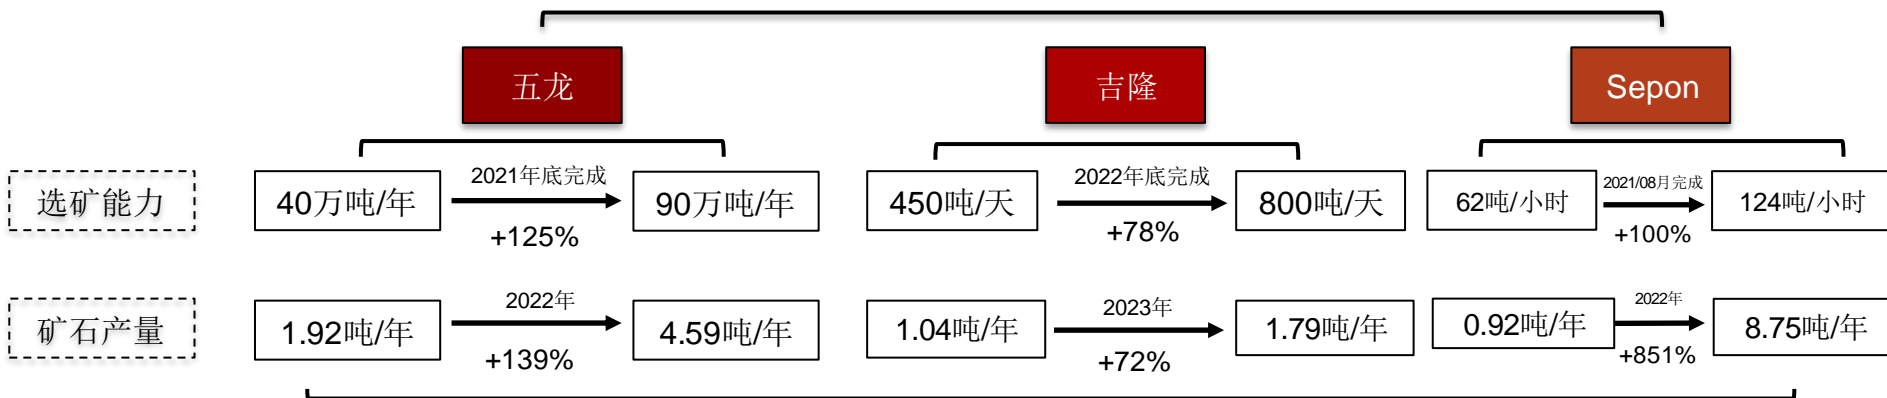 五龙
吉隆
Sepon
选矿能力
40万吨/年
2021年底完成
+125%
90万吨/年
450吨/天
2022年底完成
+78%
800吨/天
62吨/小时
2021/08月完成
+100%
124吨/小时
矿石产量
1.92吨/年
2022年
+139%
4.59吨/年
1.04吨/年
2023年
+72%
1.79吨/年
0.92吨/年
2022年
+851%
8.75吨/年